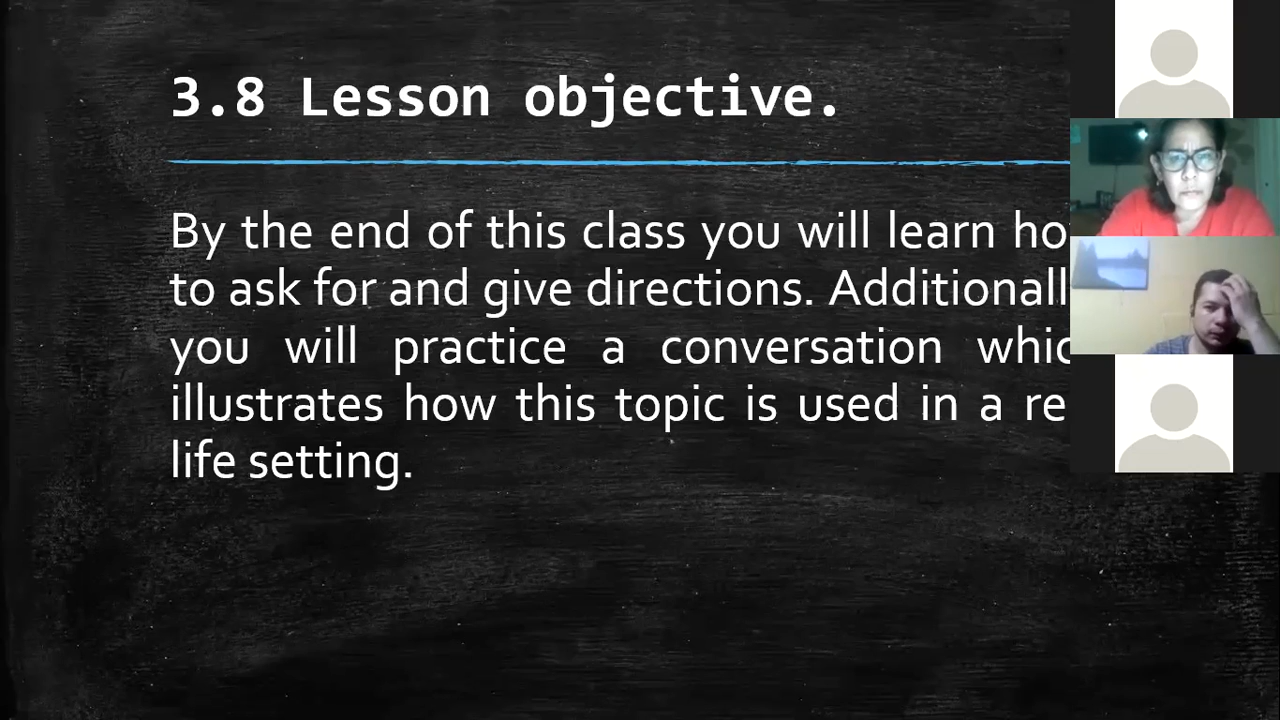 3.8 Lesson objective.
By the end of this class you will learn ho
to ask for and give directions. Additionall
you will practice a conversation whic
illustrates how this topic is used in a re
life setting.